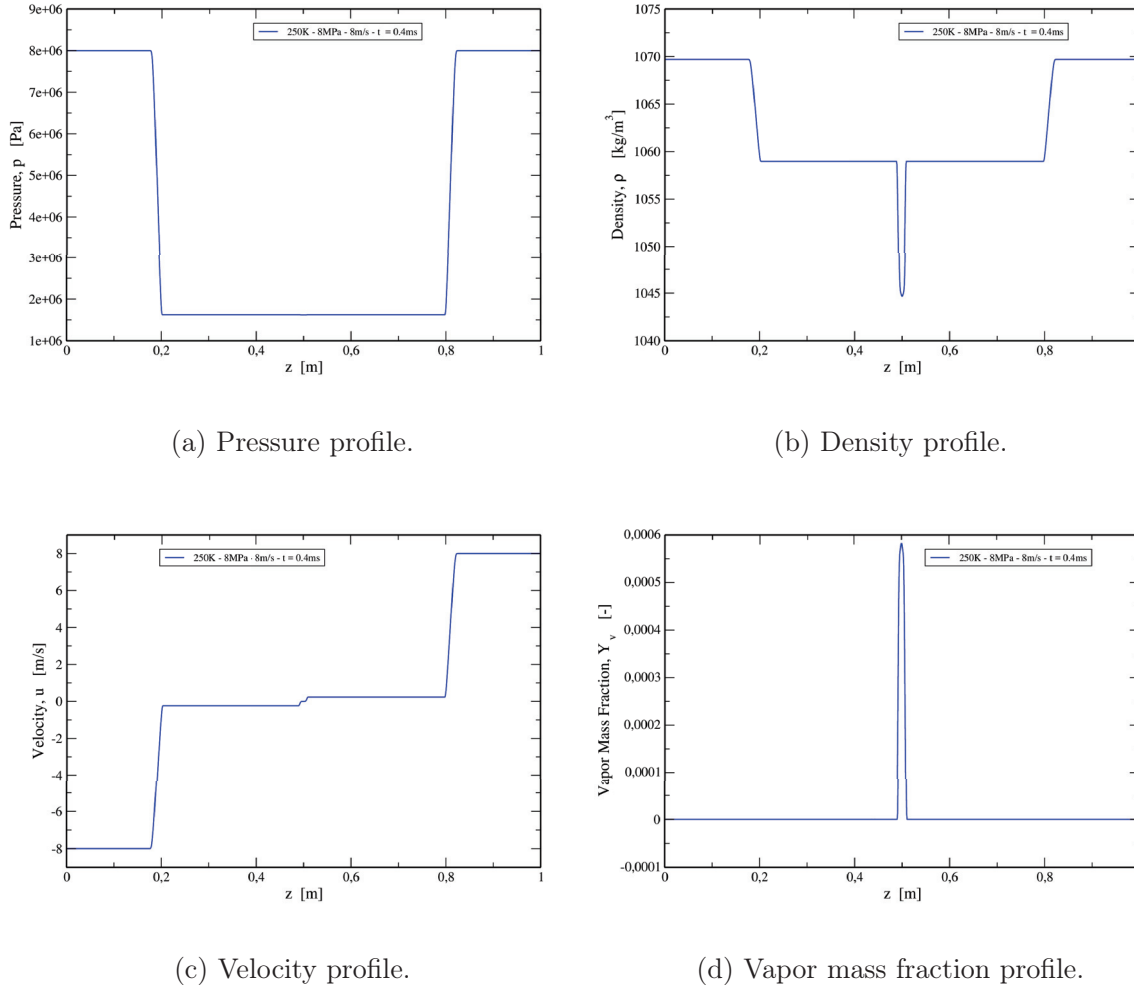 9e+06
8e+06
7e+06
6e+06
5e+06
4e+06
3e+06
2e+06
1e+06
Pressure, p [Pa]
250K - 8MPa - 8m/s - t = 0.4ms
0 0,2 0,4 0,6 0,8 1
z [m]
(a) Pressure profile.
1075
1070
1065
1060
1055
1050
1045
1040
Density, ρ [kg/m³]
250K - 8MPa - 8m/s - t = 0.4ms
0 0,2 0,4 0,6 0,8
z [m]
(b) Density profile.
8
6
4
2
0
-2
-4
-6
-8
Velocity, u [m/s]
250K - 8MPa - 8m/s - t = 0.4ms
0 0,2 0,4 0,6 0,8 1
z [m]
(c) Velocity profile.
0,0006
0,0005
0,0004
0,0003
0,0002
0,0001
0
-0,0001
Vapor Mass Fraction, Y_v [-]
250K - 8MPa - 8m/s - t = 0.4ms
0 0,2 0,4 0,6 0,8
z [m]
(d) Vapor mass fraction profile.